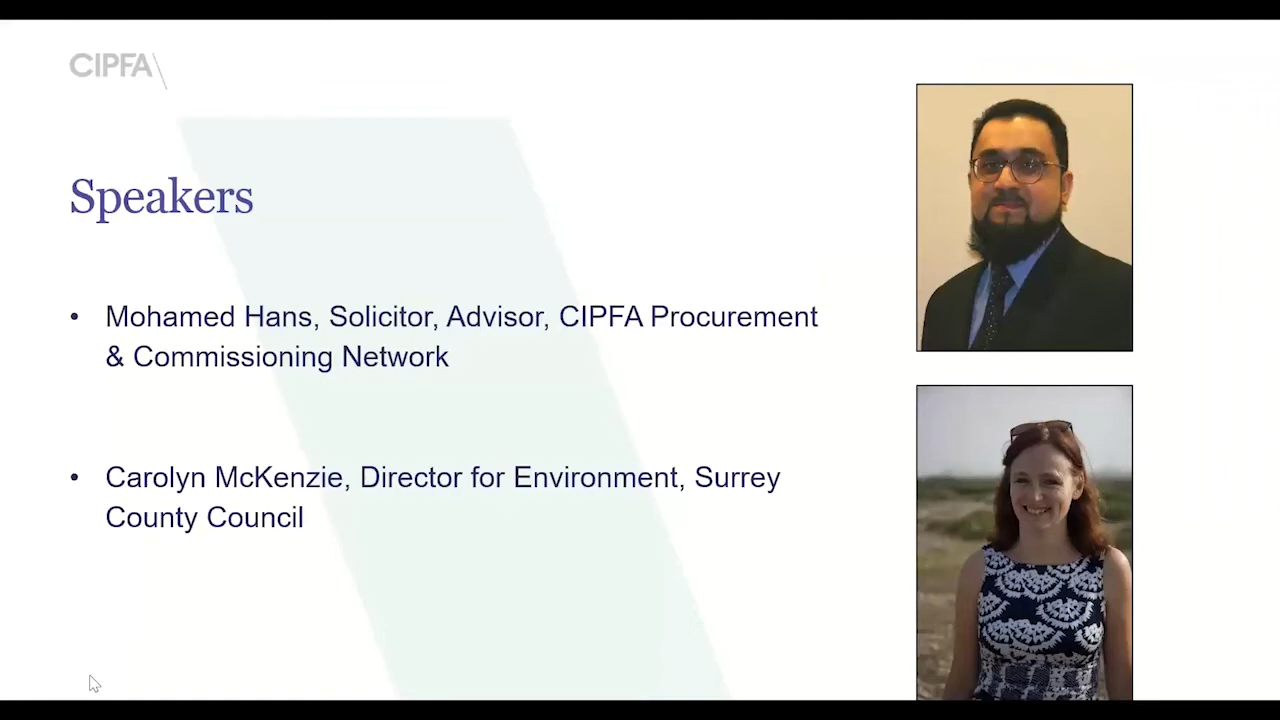 CIPFA
Speakers
• Mohamed Hans, Solicitor, Advisor, CIPFA Procurement
& Commissioning Network
• Carolyn McKenzie, Director for Environment, Surrey
County Council